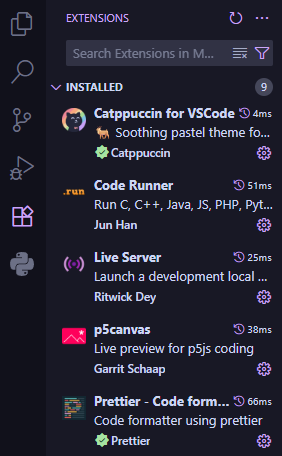 EXTENSIONS
Search Extensions in M...
INSTALLED
9
Catppuccin for VSCode 4ms
🐈 Soothing pastel theme fo...
Catppuccin
.run
Code Runner 51ms
Run C, C++, Java, JS, PHP, Pyt...
Jun Han
Live Server 25ms
Launch a development local ...
Ritwick Dey
p5canvas 38ms
Live preview for p5js coding
Garrit Schaap
Prettier - Code form... 66ms
Code formatter using prettier
Prettier